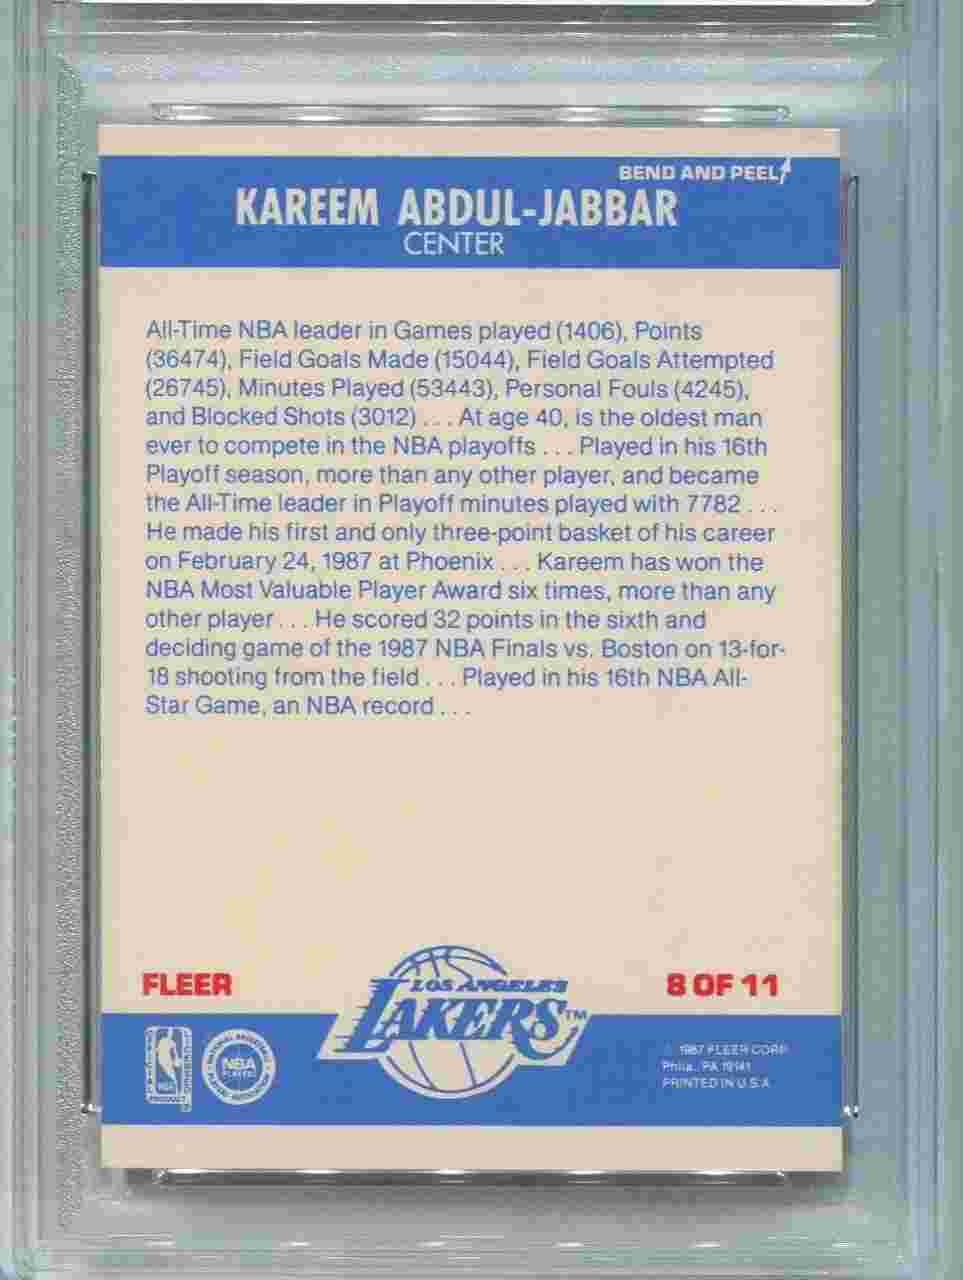 BEND AND PEEL
KAREEM ABDUL-JABBAR
CENTER
All-Time NBA leader in Games played (1406), Points
(36474), Field Goals Made (15044), Field Goals Attempted
(26745), Minutes Played (53443), Personal Fouls (4245),
and Blocked Shots (3012) . . . At age 40, is the oldest man
ever to compete in the NBA playoffs . . . Played in his 16th
Playoff season, more than any other player, and became
the All-Time leader in Playoff minutes played with 7782 . . .
He made his first and only three-point basket of his career
on February 24, 1987 at Phoenix . . . Kareem has won the
NBA Most Valuable Player Award six times, more than any
other player . . . He scored 32 points in the sixth and
deciding game of the 1987 NBA Finals vs. Boston on 13-for-
18 shooting from the field . . . Played in his 16th NBA All-
Star Game, an NBA record . . .
FLEER
8 OF 11
LOS ANGELES
LAKERS™
NBA
PLAYERS
© 1987 FLEER CORP.
Phila., PA 19141
PRINTED IN U.S.A.